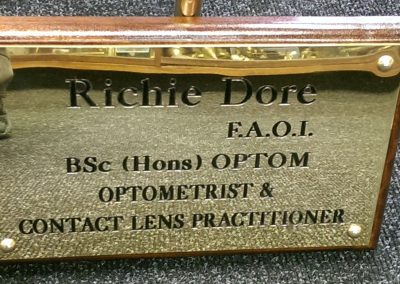 Richie Dore
F.A.O.I.
BSc (Hons) OPTOM
OPTOMETRIST &
CONTACT LENS PRACTITIONER